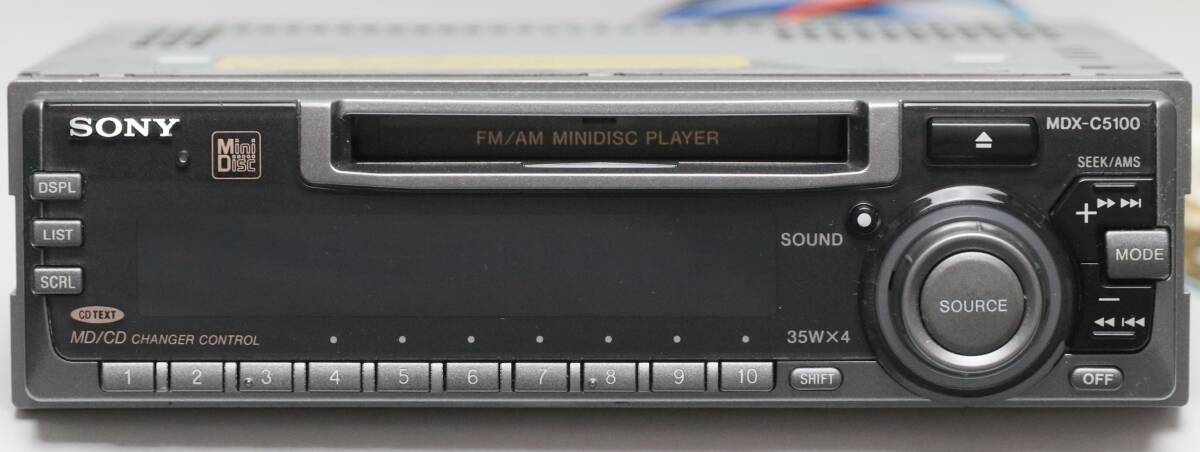 SONY
Mini
Disc
FM/AM MINIDISC PLAYER
MDX-C5100
SEEK/AMS
DSPL
LIST
SCRL
SOUND
+
MODE
SOURCE
−
CD TEXT
MD/CD CHANGER CONTROL
35W×4
1 2 3 4 5 6 7 8 9 10
SHIFT
OFF